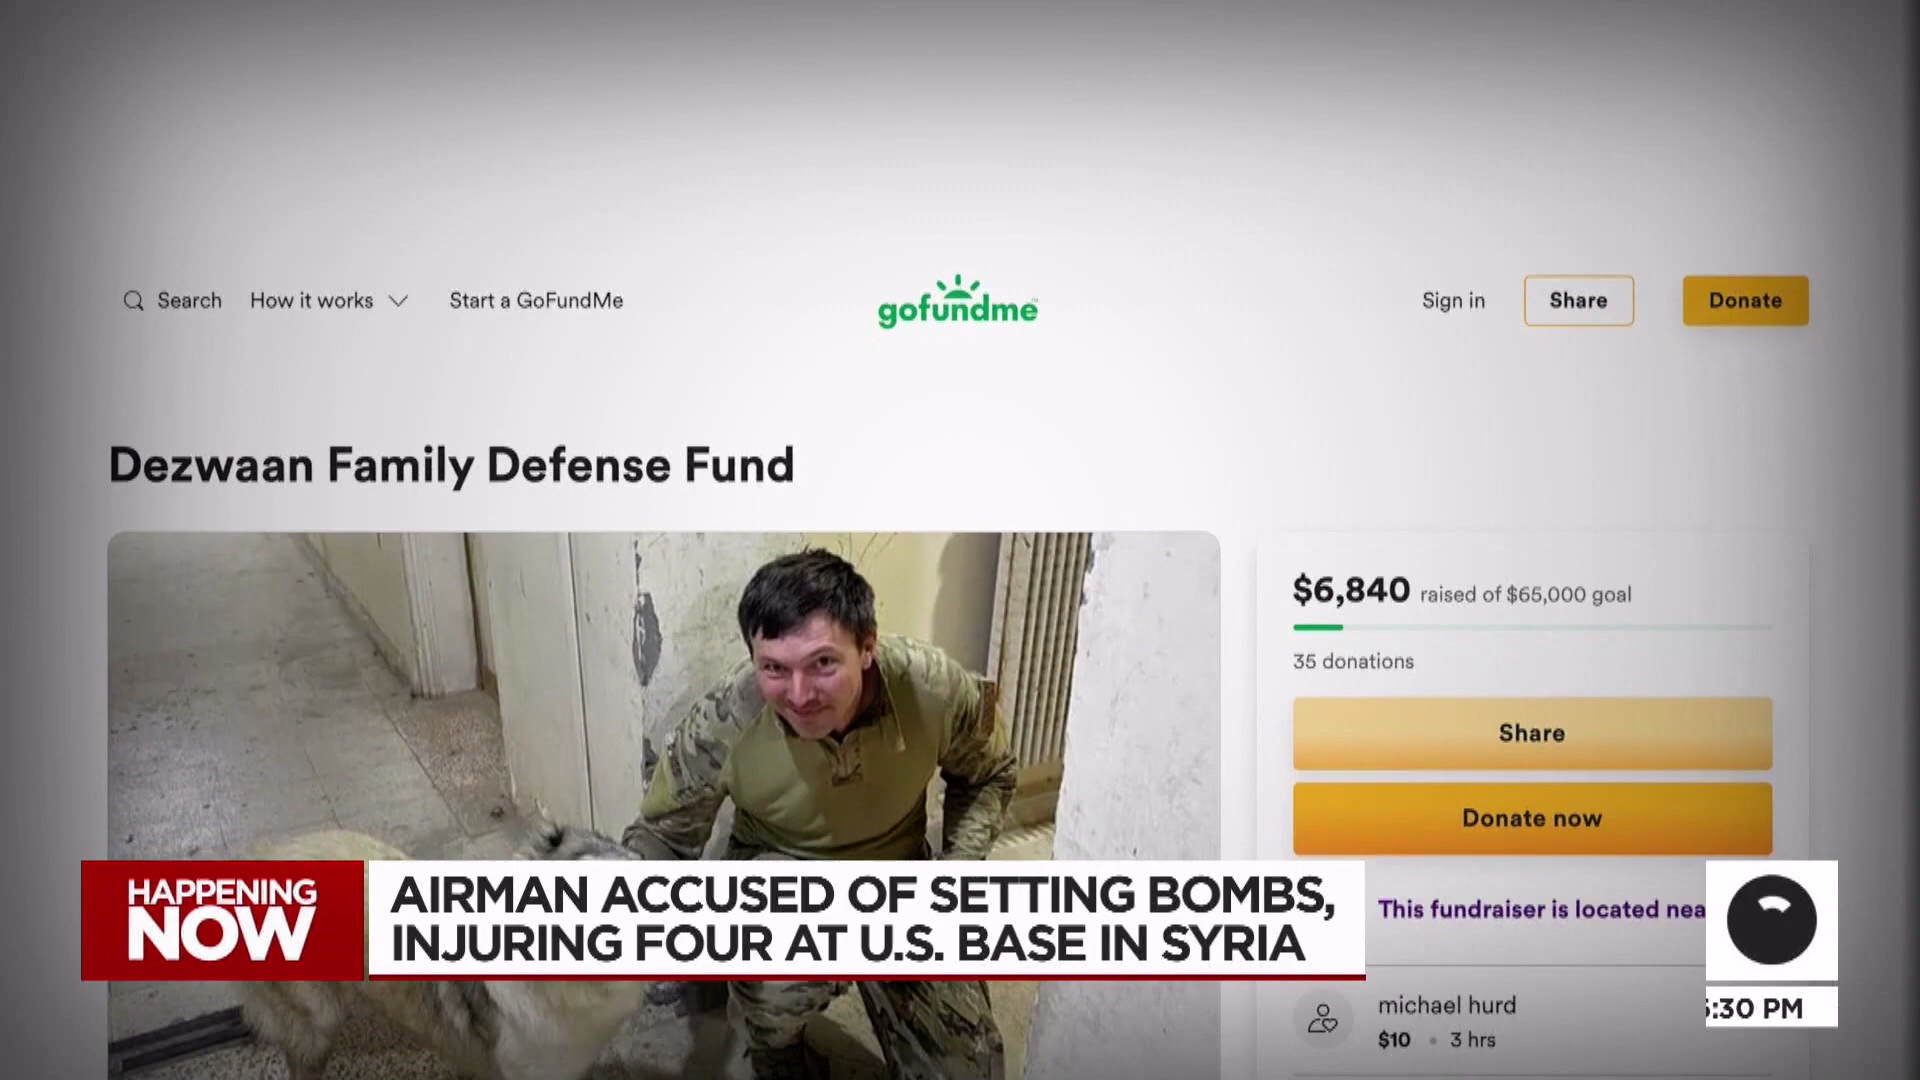 Search How it works Start a GoFundMe gofundme Sign in Share Donate
Dezwaan Family Defense Fund
$6,840 raised of $65,000 goal
35 donations
Share
Donate now
This fundraiser is located nea
michael hurd
$10 • 3 hrs
HAPPENING
NOW
AIRMAN ACCUSED OF SETTING BOMBS,
INJURING FOUR AT U.S. BASE IN SYRIA
:30 PM